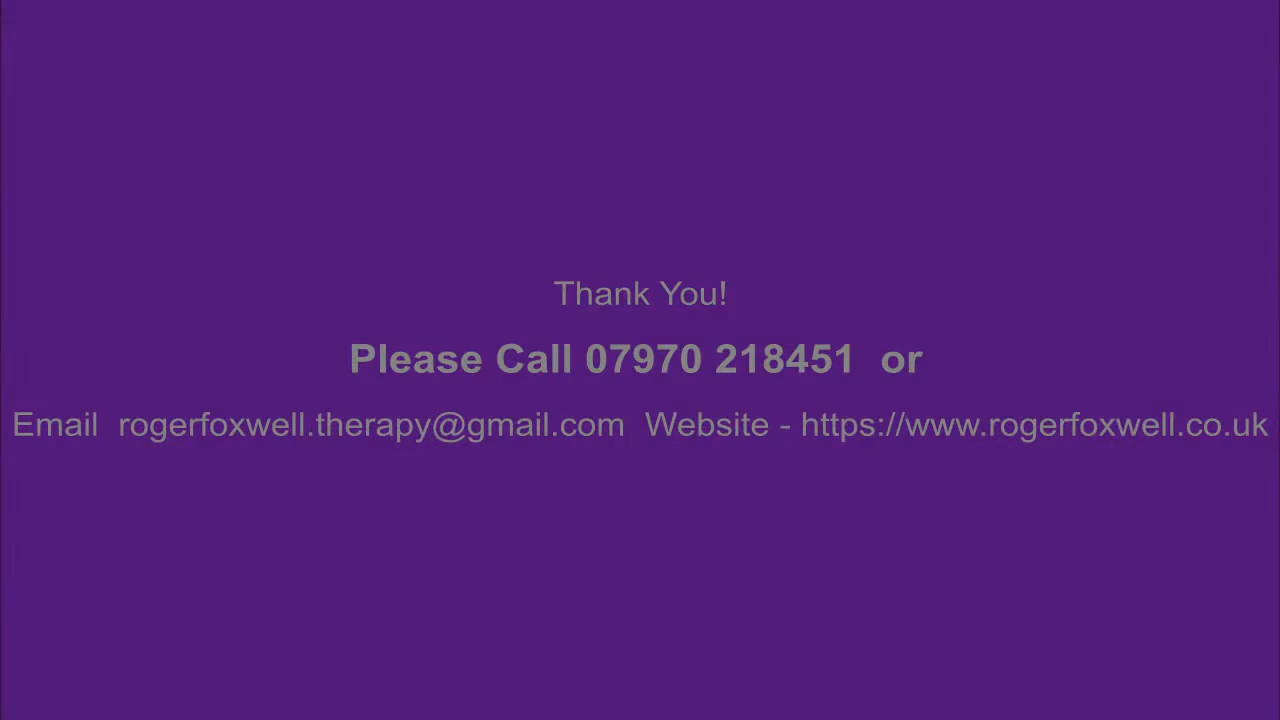 Thank You!
Please Call 07970 218451  or
Email  rogerfoxwell.therapy@gmail.com  Website - https://www.rogerfoxwell.co.uk